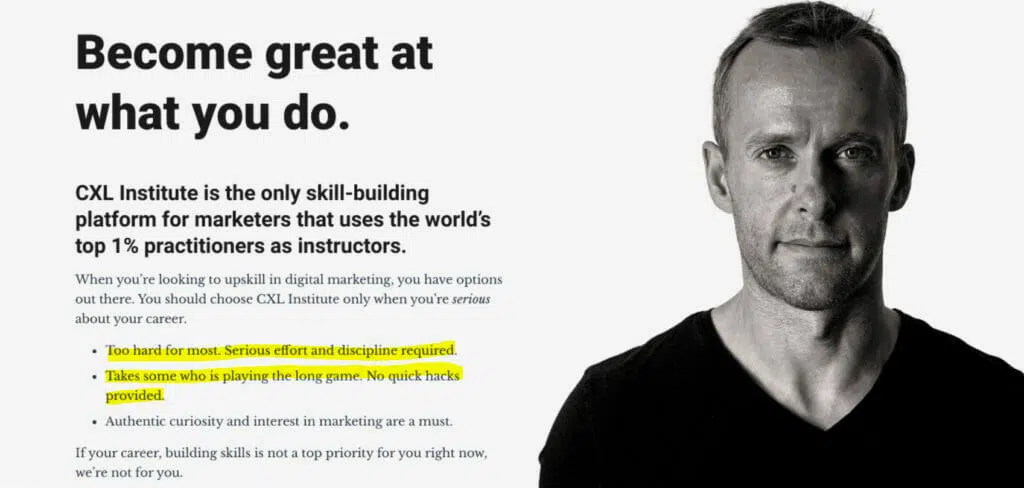 Become great at
what you do.
CXL Institute is the only skill-building
platform for marketers that uses the world’s
top 1% practitioners as instructors.
When you’re looking to upskill in digital marketing, you have options
out there. You should choose CXL Institute only when you’re serious
about your career.
• Too hard for most. Serious effort and discipline required.
• Takes some who is playing the long game. No quick hacks
provided.
• Authentic curiosity and interest in marketing are a must.
If your career, building skills is not a top priority for you right now,
we’re not for you.